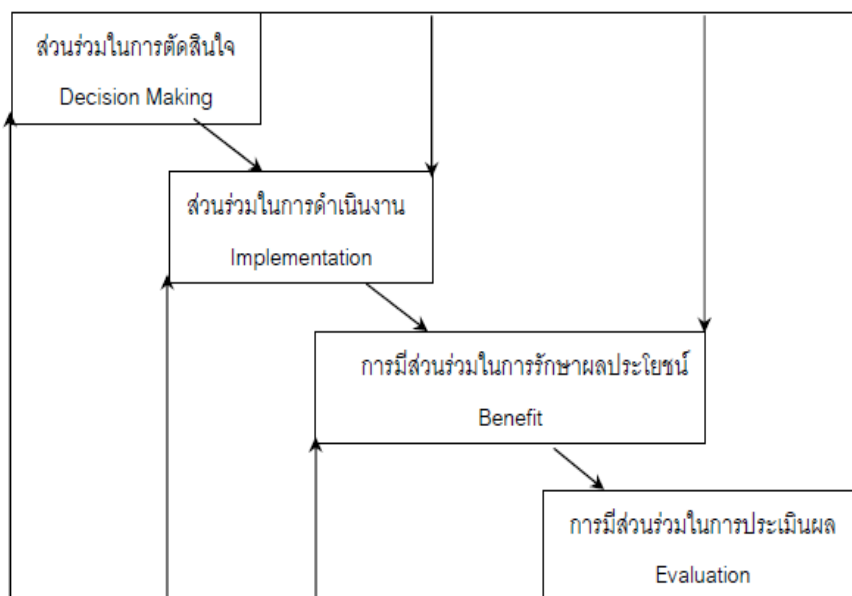 ส่วนร่วมในการตัดสินใจ
Decision Making
ส่วนร่วมในการดำเนินงาน
Implementation
การมีส่วนร่วมในการรักษาผลประโยชน์
Benefit
การมีส่วนร่วมในการประเมินผล
Evaluation